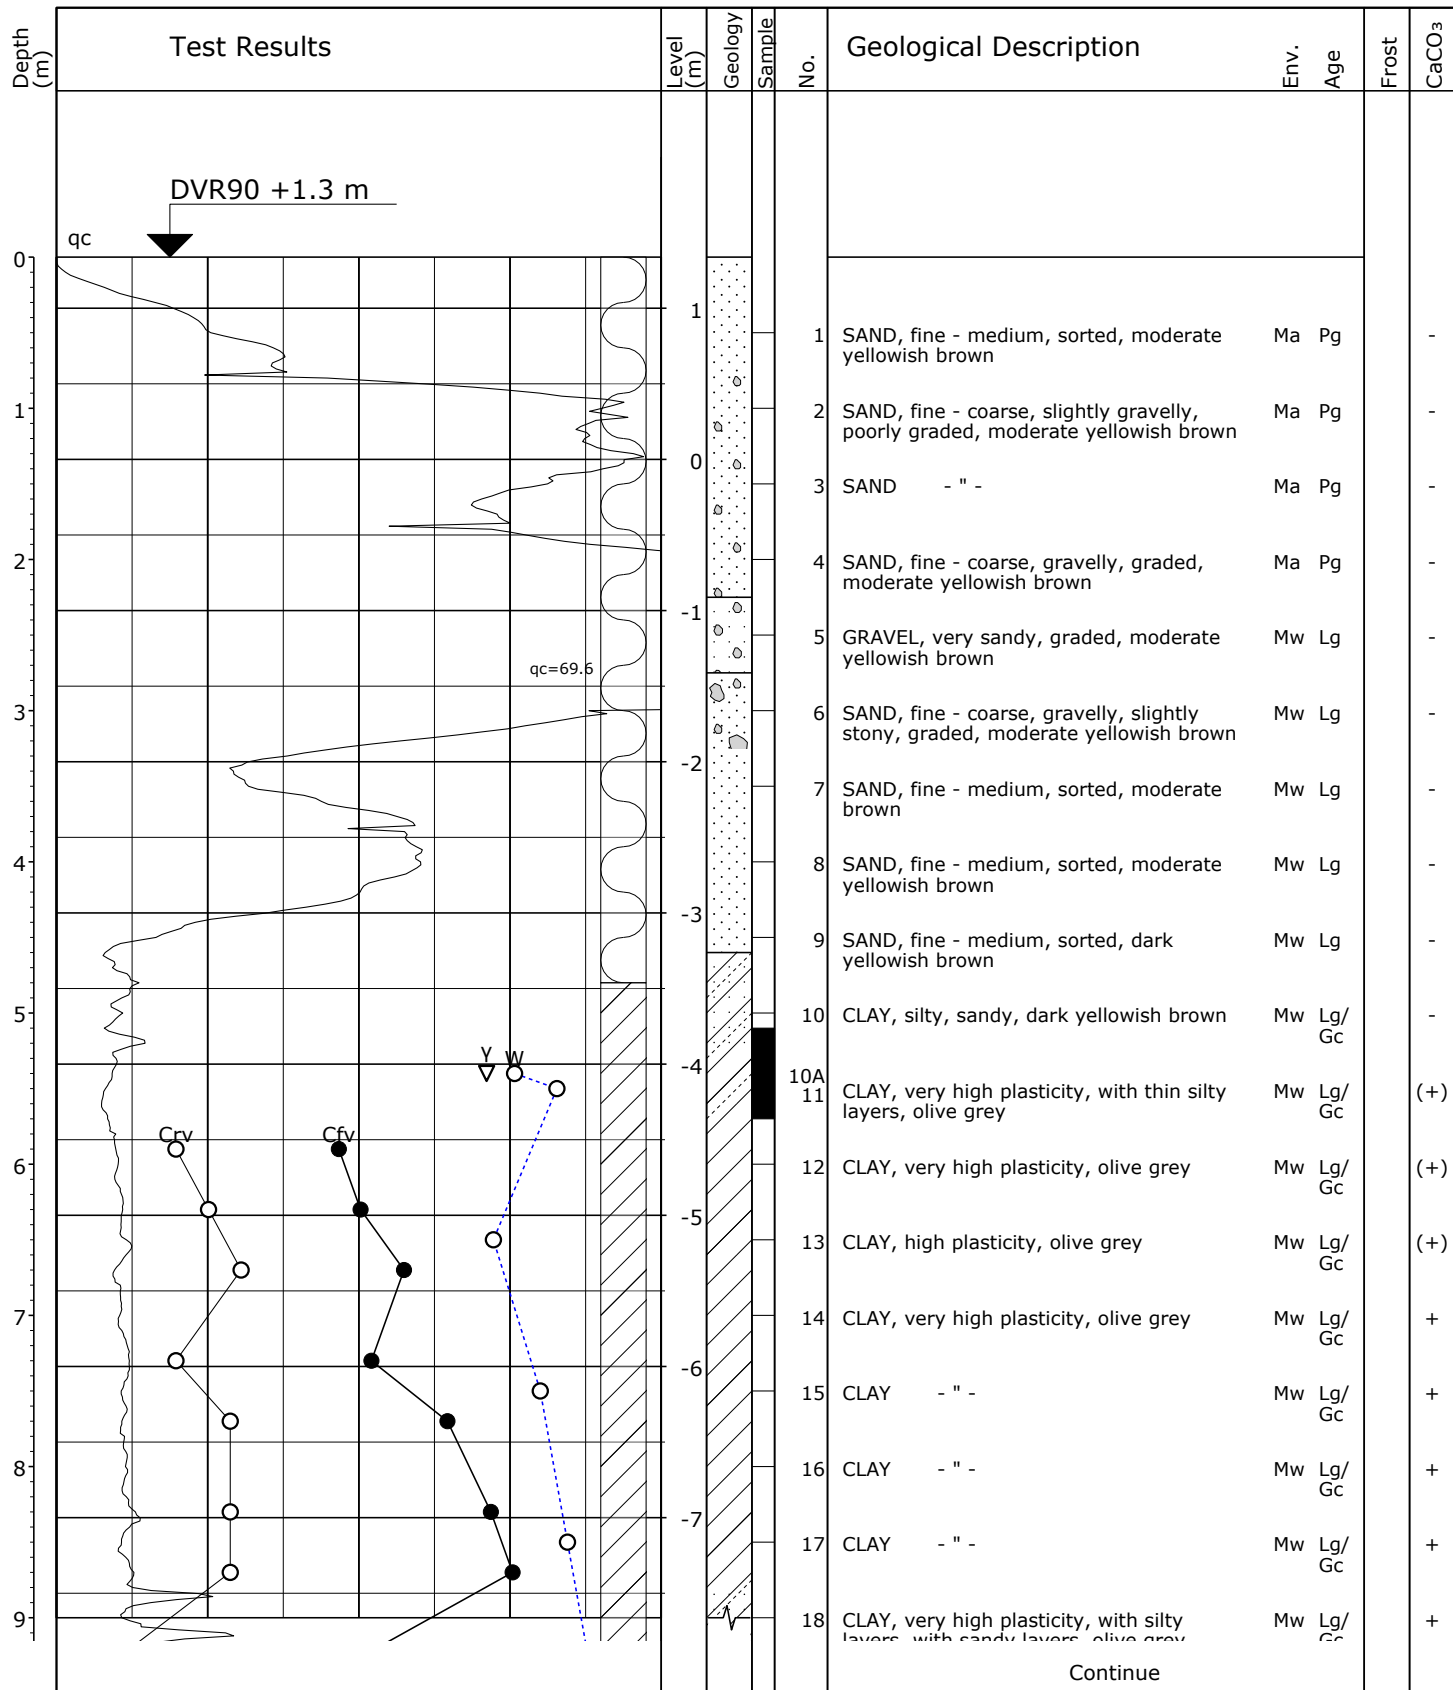 Depth (m)
Test Results
Level (m)
Geology
Sample
No.
Geological Description
Env.
Age
Frost
CaCO₃
DVR90 +1.3 m
qc
0
1
1 SAND, fine - medium, sorted, moderate Ma Pg -
yellowish brown
1
2 SAND, fine - coarse, slightly gravelly, Ma Pg -
poorly graded, moderate yellowish brown
0
3 SAND - " - Ma Pg -
2
4 SAND, fine - coarse, gravelly, graded, Ma Pg -
moderate yellowish brown
-1
5 GRAVEL, very sandy, graded, moderate Mw Lg -
yellowish brown
qc=69.6
3
6 SAND, fine - coarse, gravelly, slightly Mw Lg -
stony, graded, moderate yellowish brown
-2
7 SAND, fine - medium, sorted, moderate Mw Lg -
brown
4
8 SAND, fine - medium, sorted, moderate Mw Lg -
yellowish brown
-3
9 SAND, fine - medium, sorted, dark Mw Lg -
yellowish brown
5
10 CLAY, silty, sandy, dark yellowish brown Mw Lg/ -
Gc
γ W
-4
10A
11 CLAY, very high plasticity, with thin silty Mw Lg/ (+)
layers, olive grey Gc
Crv Cfv
6
12 CLAY, very high plasticity, olive grey Mw Lg/ (+)
Gc
-5
13 CLAY, high plasticity, olive grey Mw Lg/ (+)
Gc
7
14 CLAY, very high plasticity, olive grey Mw Lg/ +
Gc
-6
15 CLAY - " - Mw Lg/ +
Gc
8
16 CLAY - " - Mw Lg/ +
Gc
-7
17 CLAY - " - Mw Lg/ +
Gc
9
18 CLAY, very high plasticity, with silty Mw Lg/ +
layers, with sandy layers, olive grey Gc
Continue